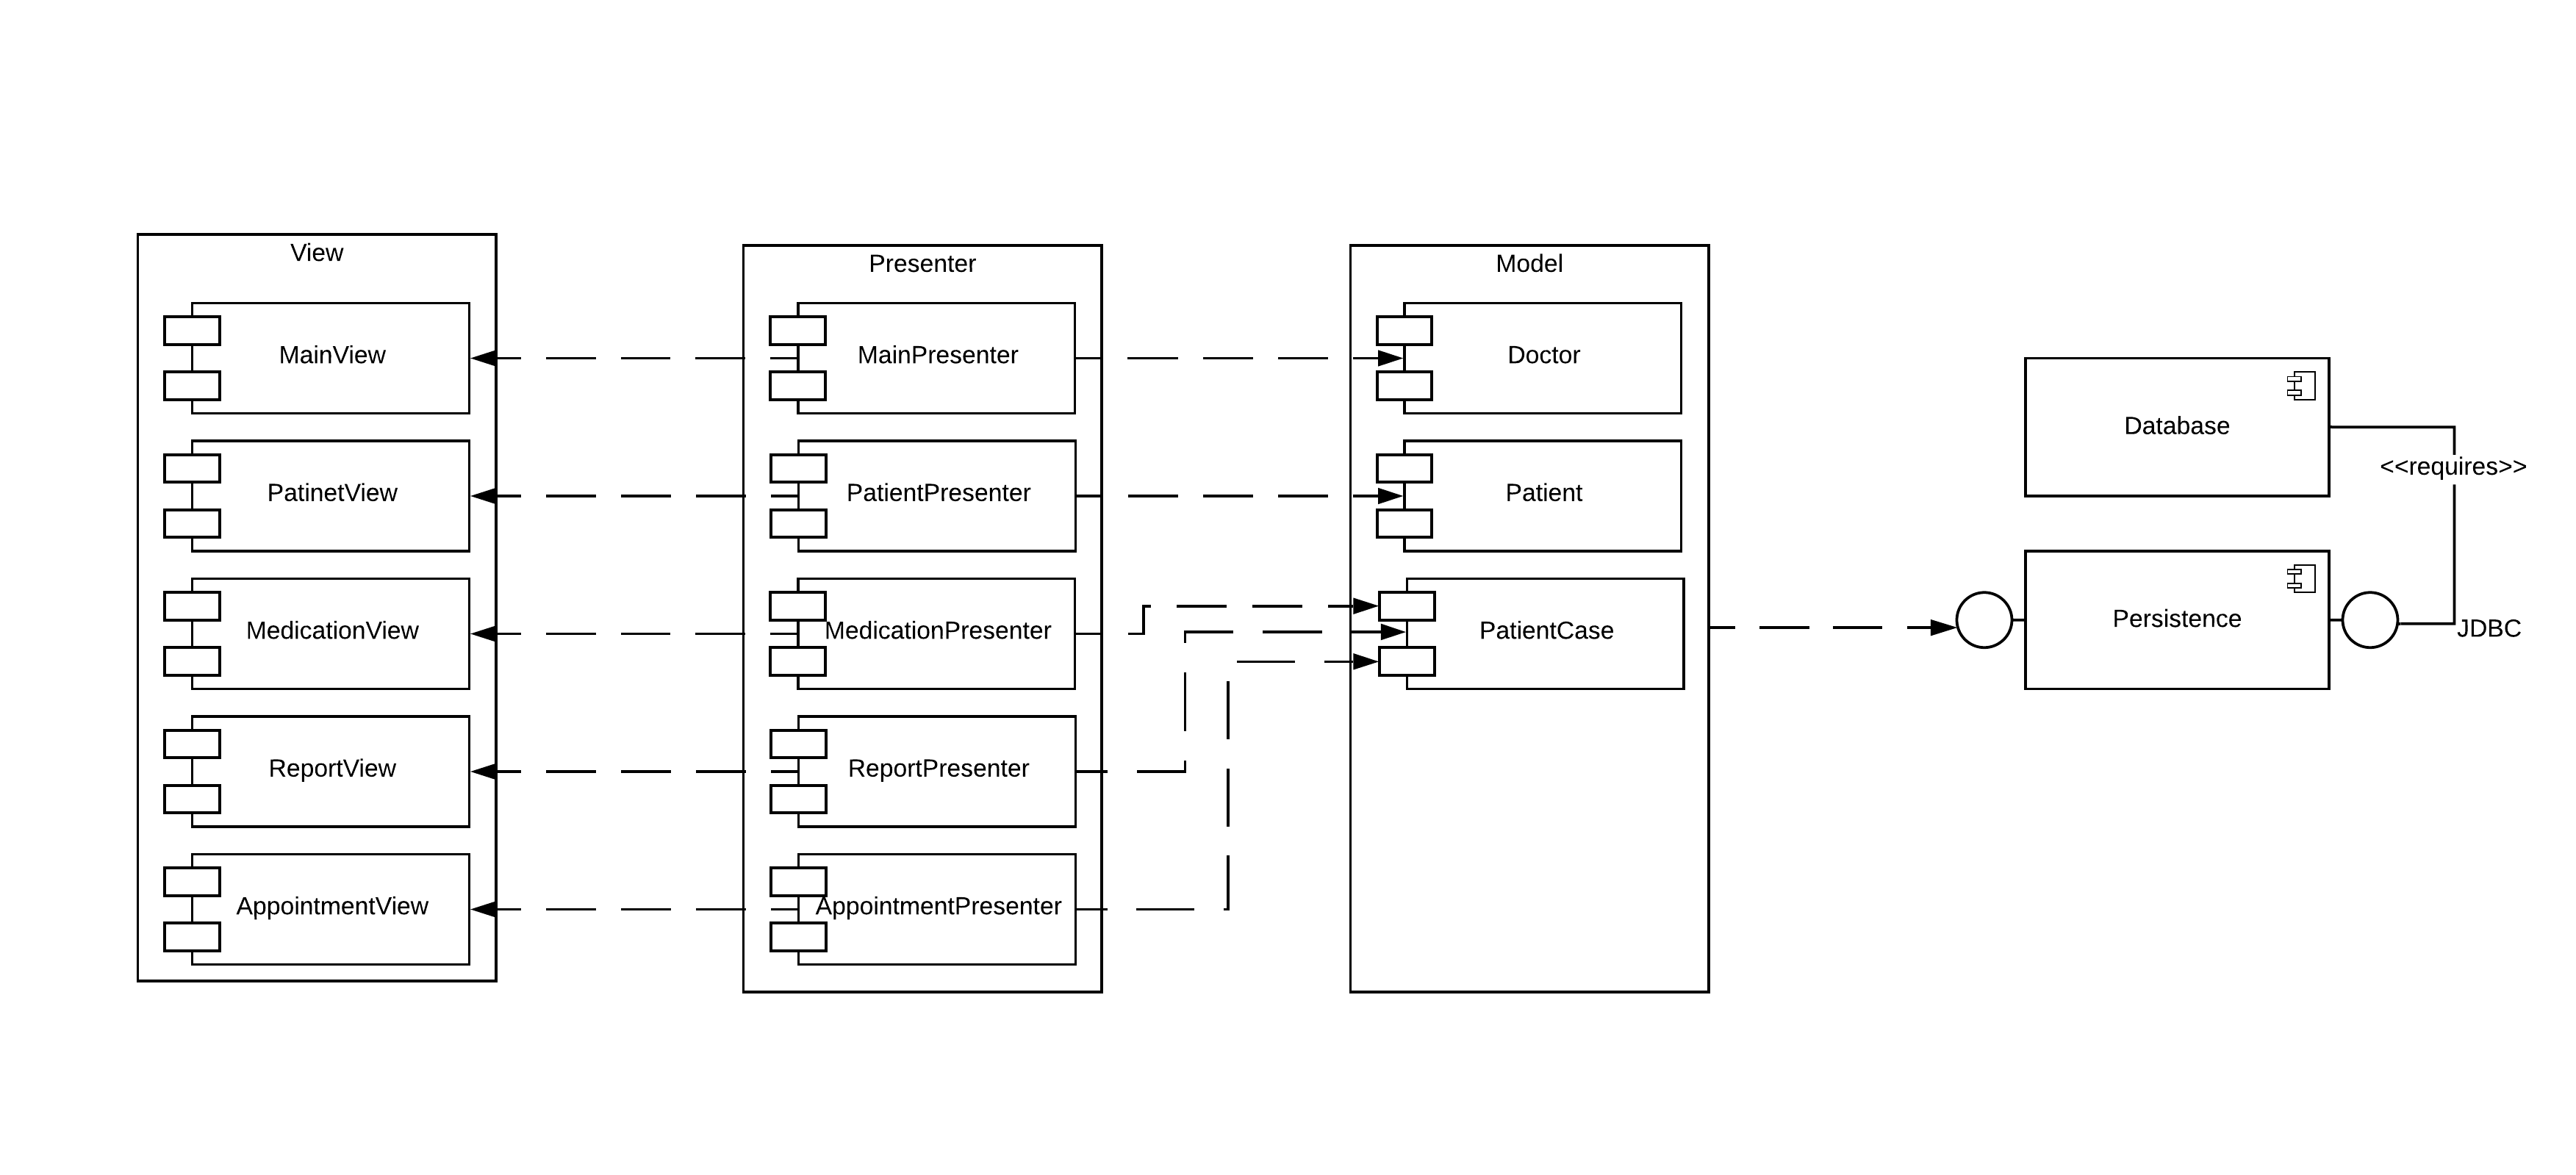 View
MainView
PatinetView
MedicationView
ReportView
AppointmentView
Presenter
MainPresenter
PatientPresenter
MedicationPresenter
ReportPresenter
AppointmentPresenter
Model
Doctor
Patient
PatientCase
Database
<<requires>>
Persistence
JDBC